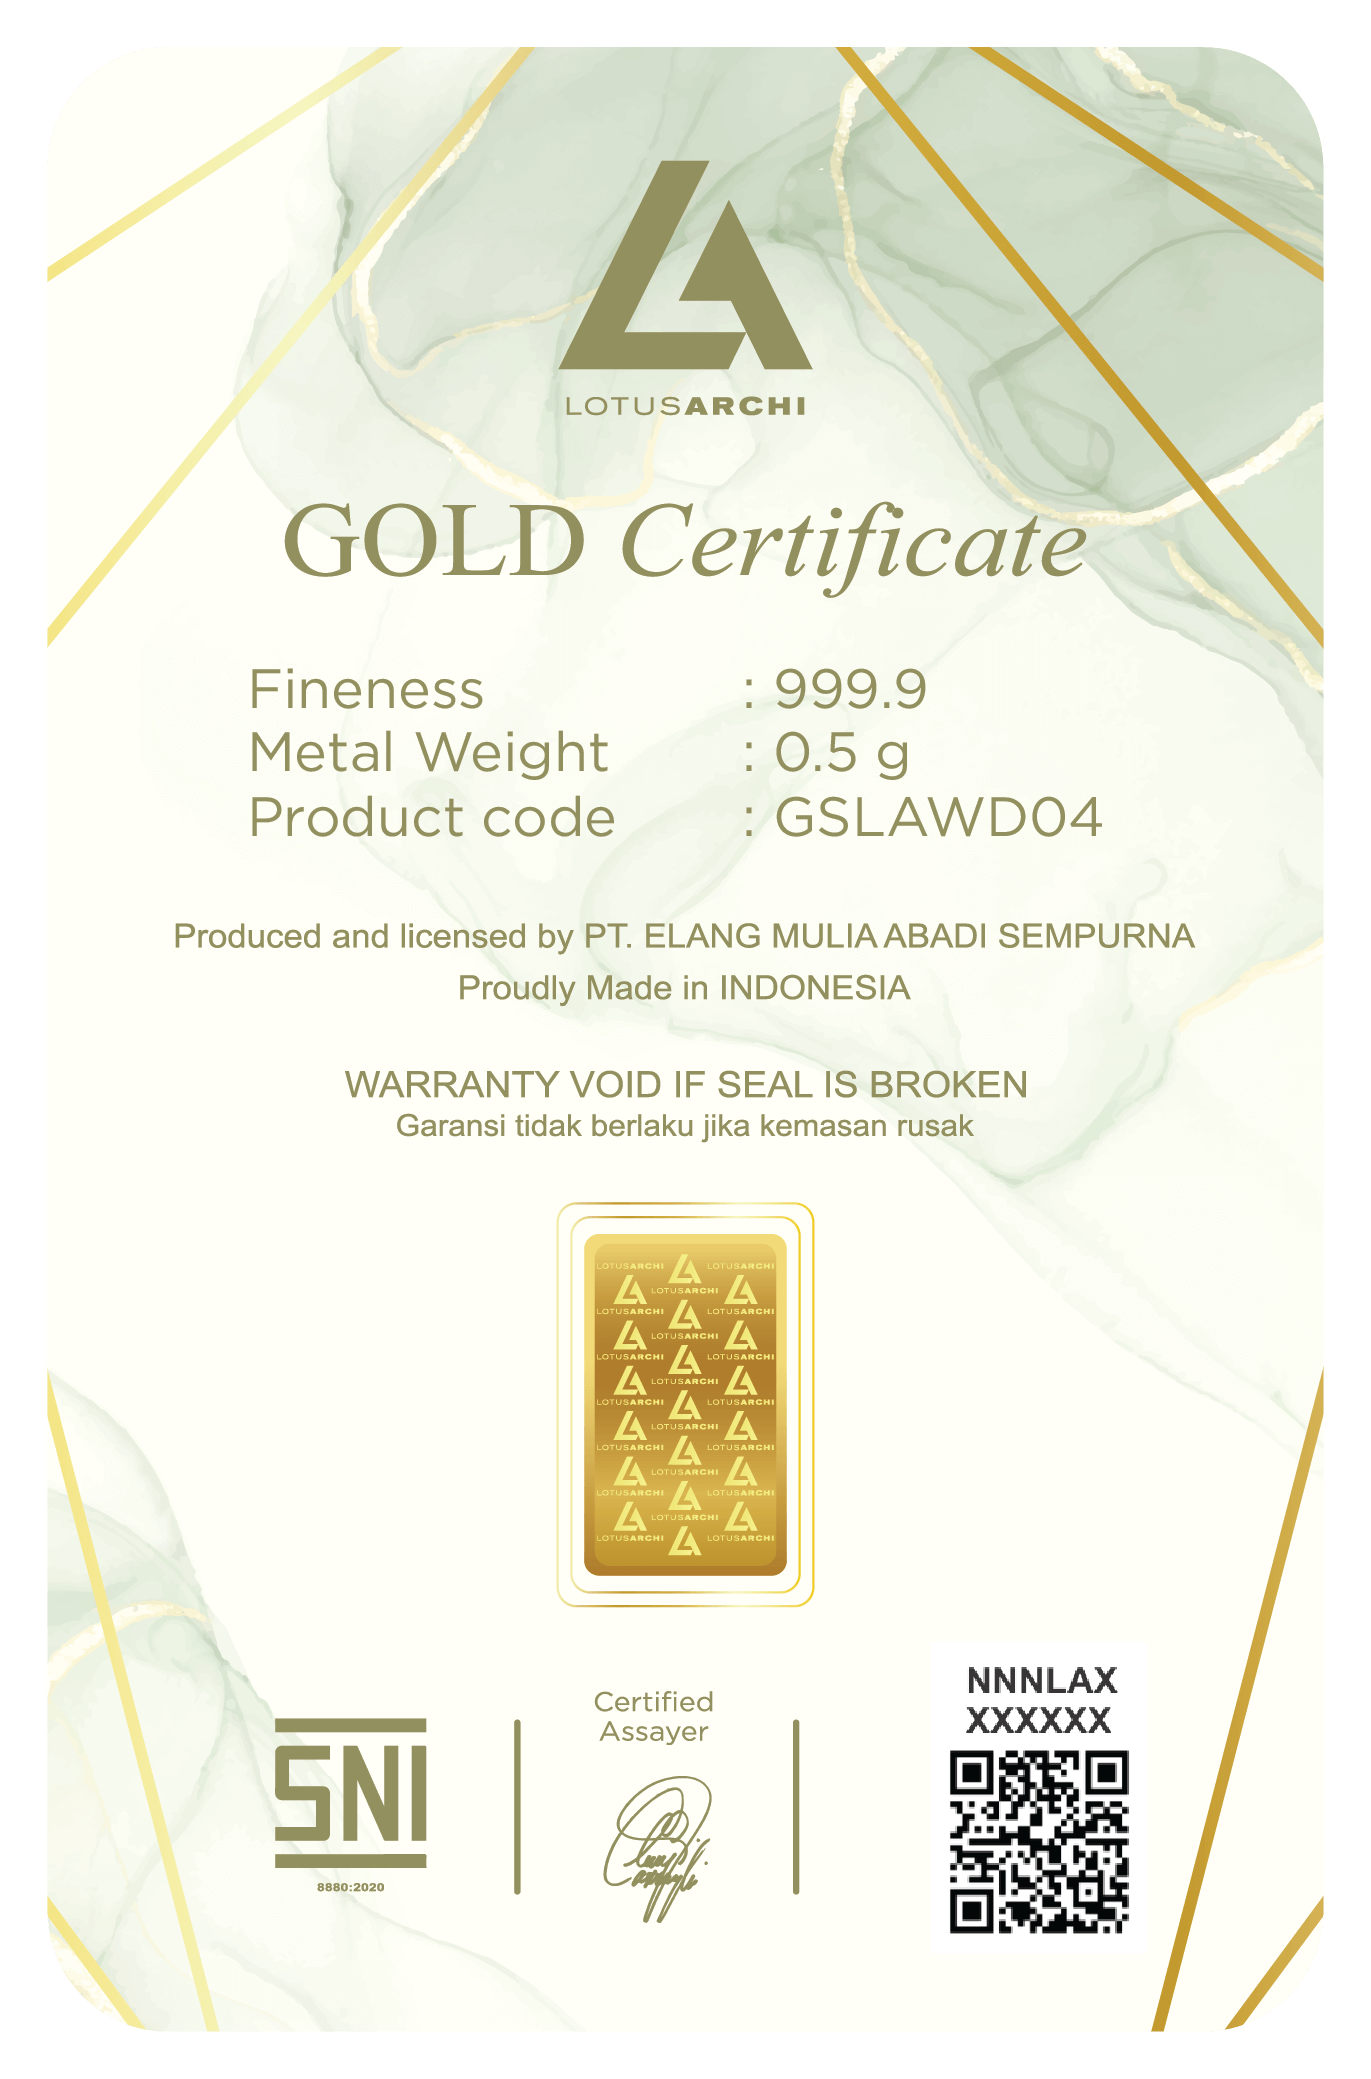 LOTUSARCHI
GOLD Certificate
Fineness : 999.9
Metal Weight : 0.5 g
Product code : GSLAWD04
Produced and licensed by PT. ELANG MULIA ABADI SEMPURNA
Proudly Made in INDONESIA
WARRANTY VOID IF SEAL IS BROKEN
Garansi tidak berlaku jika kemasan rusak
LOTUSARCHI LOTUSARCHI
LOTUSARCHI
LOTUSARCHI LOTUSARCHI
LOTUSARCHI
LOTUSARCHI LOTUSARCHI
LOTUSARCHI
LOTUSARCHI LOTUSARCHI
LOTUSARCHI
LOTUSARCHI LOTUSARCHI
LOTUSARCHI
LOTUSARCHI LOTUSARCHI
LOTUSARCHI
LOTUSARCHI LOTUSARCHI
SNI
8880:2020
Certified
Assayer
NNNLAX
XXXXXX